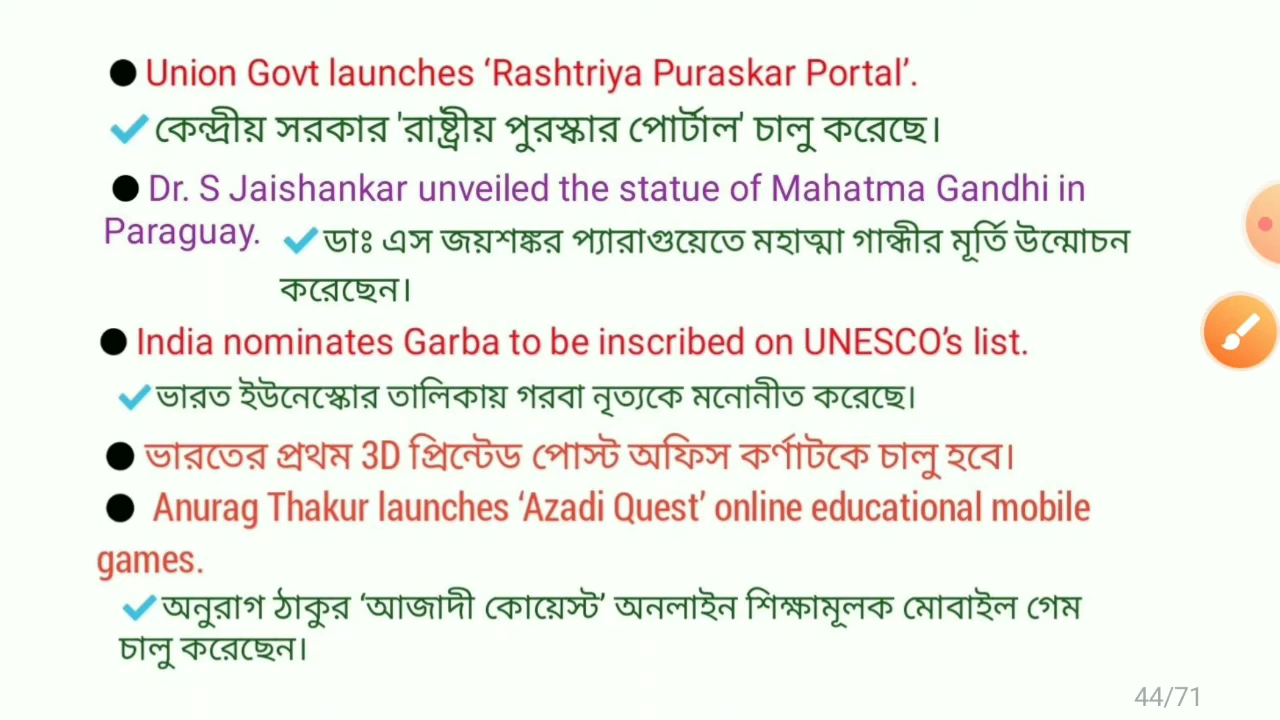 Union Govt launches ‘Rashtriya Puraskar Portal’.
কেন্দ্রীয় সরকার 'রাষ্ট্রীয় পুরস্কার পোর্টাল' চালু করেছে।
Dr. S Jaishankar unveiled the statue of Mahatma Gandhi in
Paraguay.
ডাঃ এস জয়শঙ্কর প্যারাগুয়েতে মহাত্মা গান্ধীর মূর্তি উন্মোচন
করেছেন।
India nominates Garba to be inscribed on UNESCO’s list.
ভারত ইউনেস্কোর তালিকায় গরবা নৃত্যকে মনোনীত করেছে।
ভারতের প্রথম 3D প্রিন্টেড পোস্ট অফিস কর্ণাটকে চালু হবে।
Anurag Thakur launches ‘Azadi Quest’ online educational mobile
games.
অনুরাগ ঠাকুর ‘আজাদী কোয়েস্ট’ অনলাইন শিক্ষামূলক মোবাইল গেম
চালু করেছেন।
44/71